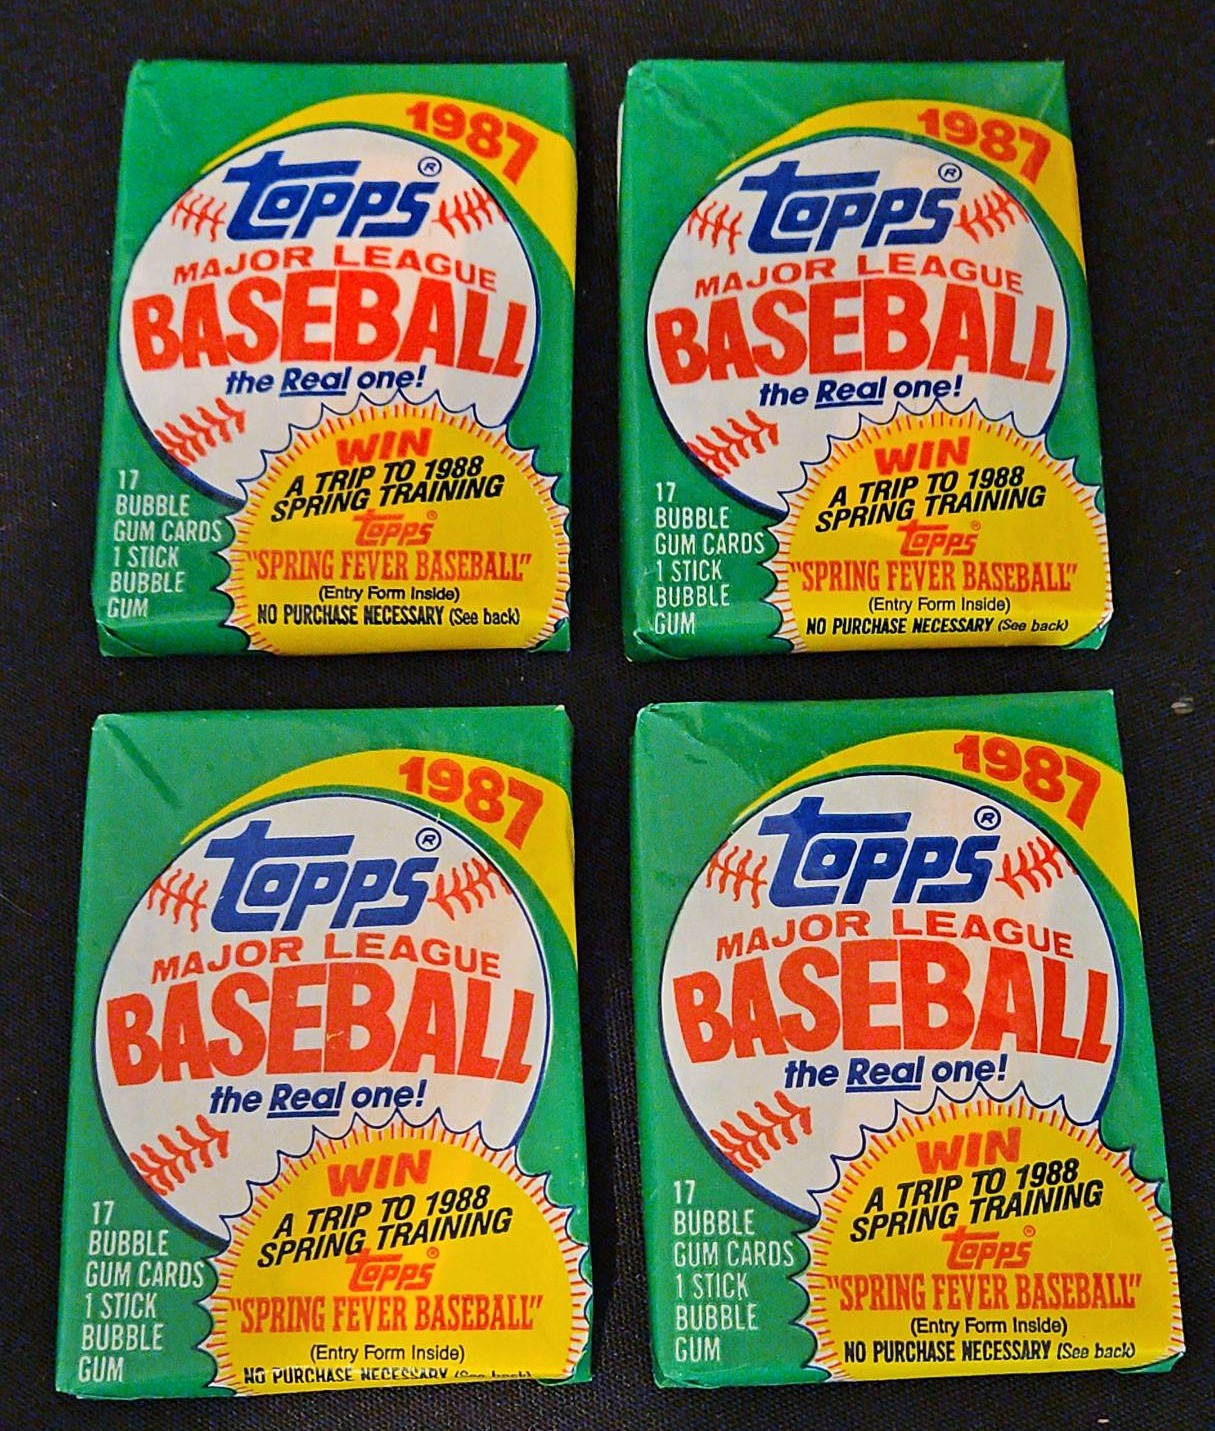 1987
Topps®
MAJOR LEAGUE
BASEBALL
the Real one!
WIN
A TRIP TO 1988
SPRING TRAINING
Topps®
"SPRING FEVER BASEBALL"
(Entry Form Inside)
NO PURCHASE NECESSARY (See back)
17
BUBBLE
GUM CARDS
1 STICK
BUBBLE
GUM
1987
Topps®
MAJOR LEAGUE
BASEBALL
the Real one!
WIN
A TRIP TO 1988
SPRING TRAINING
Topps®
"SPRING FEVER BASEBALL"
(Entry Form Inside)
NO PURCHASE NECESSARY (See back)
17
BUBBLE
GUM CARDS
1 STICK
BUBBLE
GUM
1987
Topps®
MAJOR LEAGUE
BASEBALL
the Real one!
WIN
A TRIP TO 1988
SPRING TRAINING
Topps®
"SPRING FEVER BASEBALL"
(Entry Form Inside)
NO PURCHASE NECESSARY (See back)
17
BUBBLE
GUM CARDS
1 STICK
BUBBLE
GUM
1987
Topps®
MAJOR LEAGUE
BASEBALL
the Real one!
WIN
A TRIP TO 1988
SPRING TRAINING
Topps®
"SPRING FEVER BASEBALL"
(Entry Form Inside)
NO PURCHASE NECESSARY (See back)
17
BUBBLE
GUM CARDS
1 STICK
BUBBLE
GUM